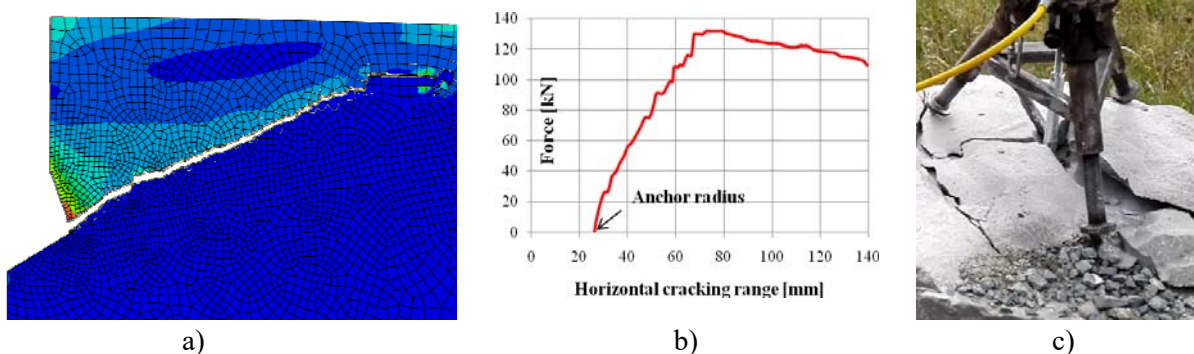 140
120
100
80
60
40
20
0
Force [kN]
Anchor radius
0 20 40 60 80 100 120 140
Horizontal cracking range [mm]
a) b) c)